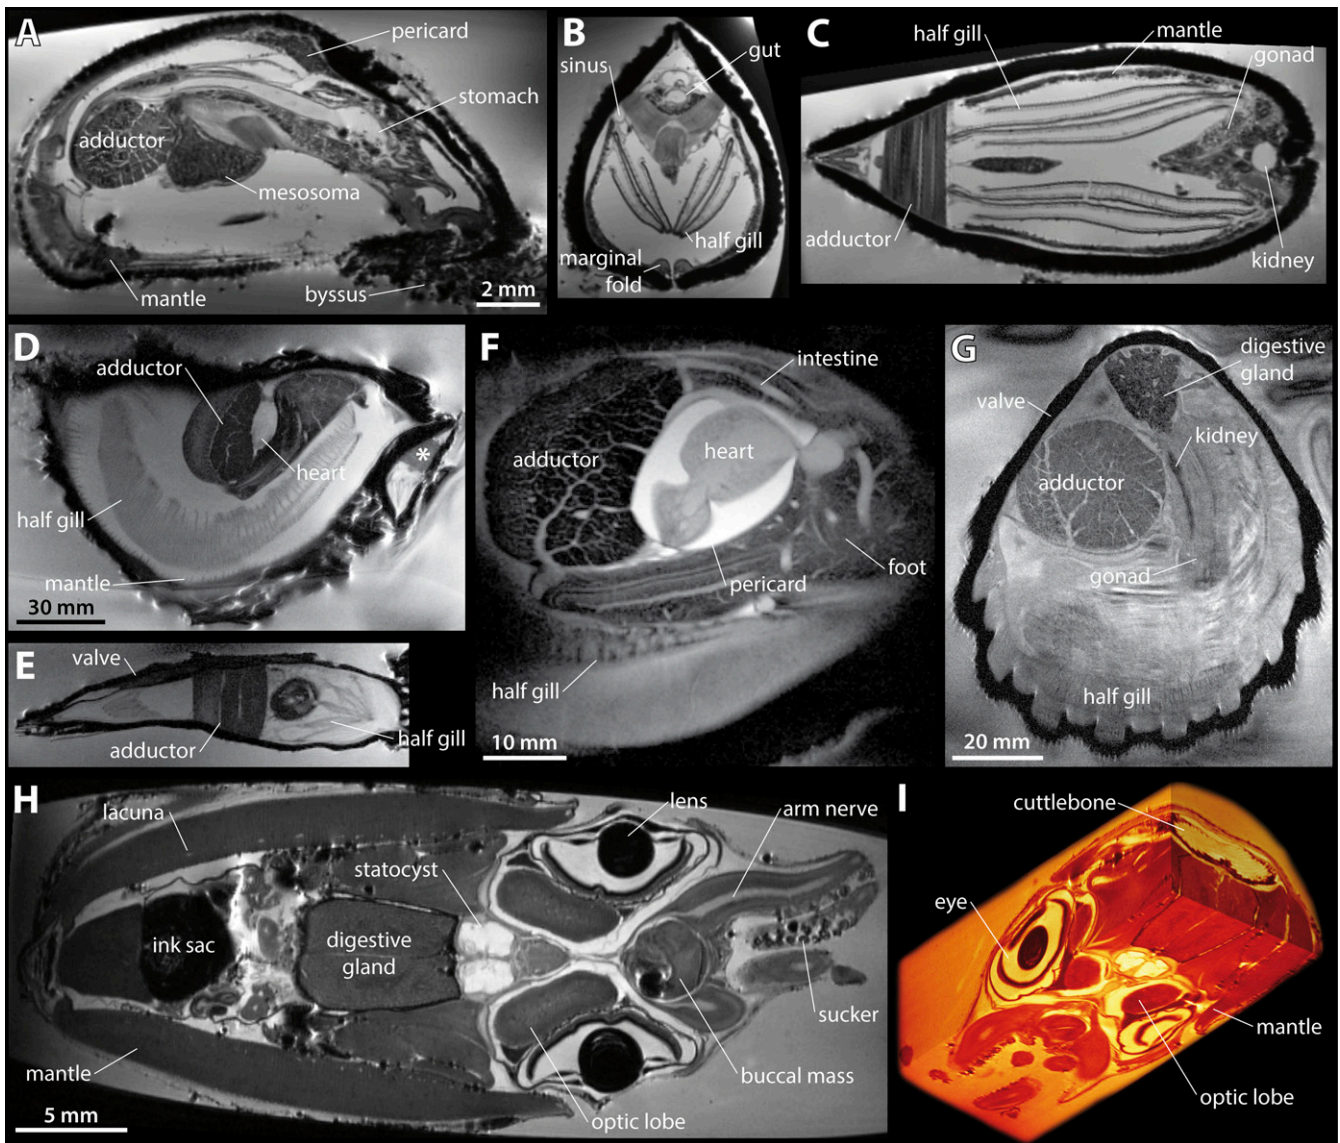 A
pericard
stomach
adductor
mesosoma
mantle
byssus
2 mm
B
sinus
gut
half gill
marginal
fold
C
half gill
mantle
gonad
adductor
kidney
D
adductor
heart
*
half gill
mantle
30 mm
E
valve
adductor
half gill
F
intestine
adductor
heart
pericard
foot
half gill
10 mm
G
digestive
gland
valve
kidney
adductor
gonad
half gill
20 mm
H
lacuna
lens
arm nerve
statocyst
ink sac
digestive
gland
sucker
mantle
buccal mass
optic lobe
5 mm
I
cuttlebone
eye
mantle
optic lobe